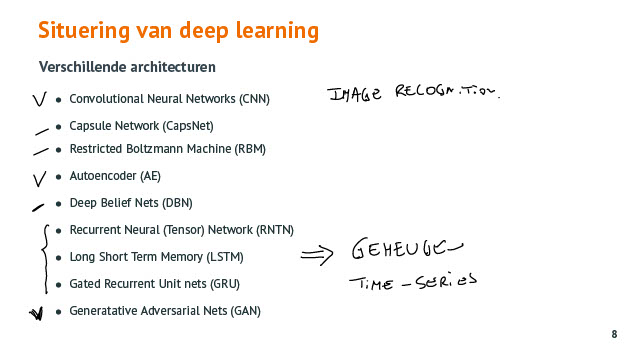 Situering van deep learning
Verschillende architecturen
• Convolutional Neural Networks (CNN)
IMAGE RECOGNITION.
• Capsule Network (CapsNet)
• Restricted Boltzmann Machine (RBM)
• Autoencoder (AE)
• Deep Belief Nets (DBN)
• Recurrent Neural (Tensor) Network (RNTN)
• Long Short Term Memory (LSTM)
⇒ GEHEUGEN
• Gated Recurrent Unit nets (GRU)
TIME - SERIES
• Generatative Adversarial Nets (GAN)
8